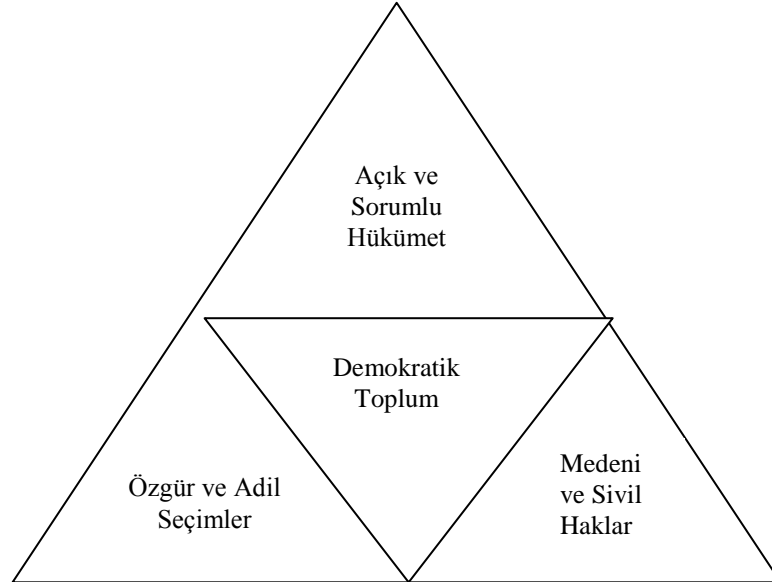 Açık ve
Sorumlu
Hükümet
Demokratik
Toplum
Özgür ve Adil
Seçimler
Medeni
ve Sivil
Haklar